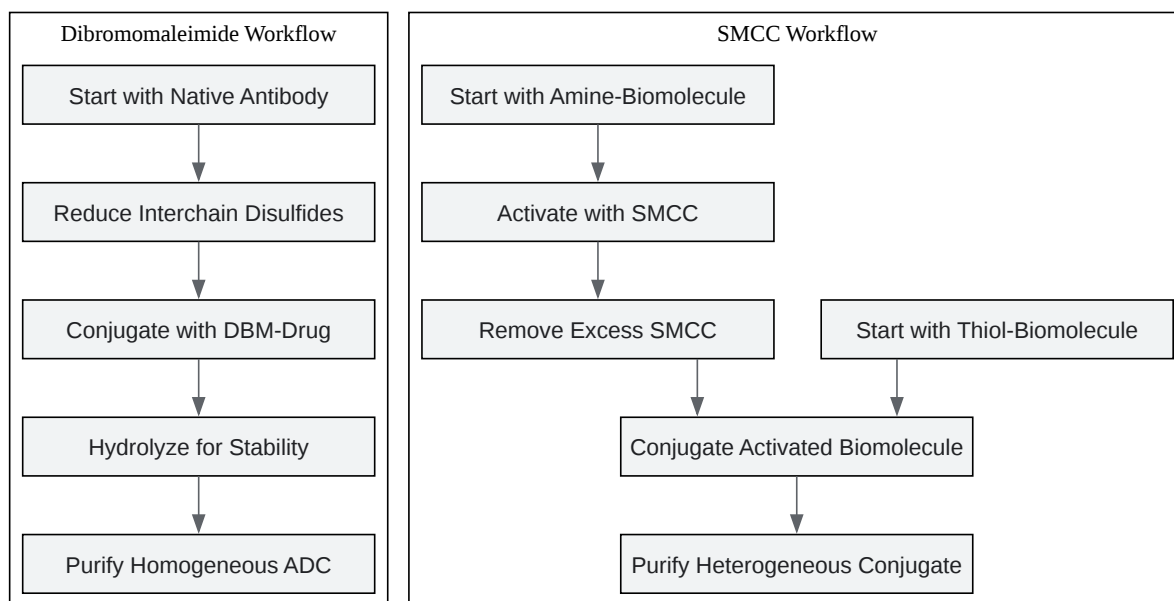 Dibromomaleimide Workflow
Start with Native Antibody
Reduce Interchain Disulfides
Conjugate with DBM-Drug
Hydrolyze for Stability
Purify Homogeneous ADC
SMCC Workflow
Start with Amine-Biomolecule
Activate with SMCC
Remove Excess SMCC
Start with Thiol-Biomolecule
Conjugate Activated Biomolecule
Purify Heterogeneous Conjugate